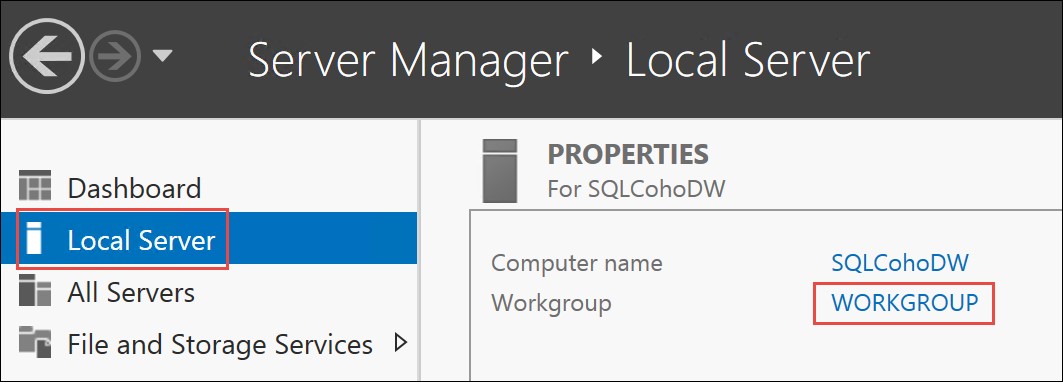 Server Manager ‣ Local Server
Dashboard
Local Server
All Servers
File and Storage Services
PROPERTIES
For SQLCohoDW
Computer name SQLCohoDW
Workgroup WORKGROUP